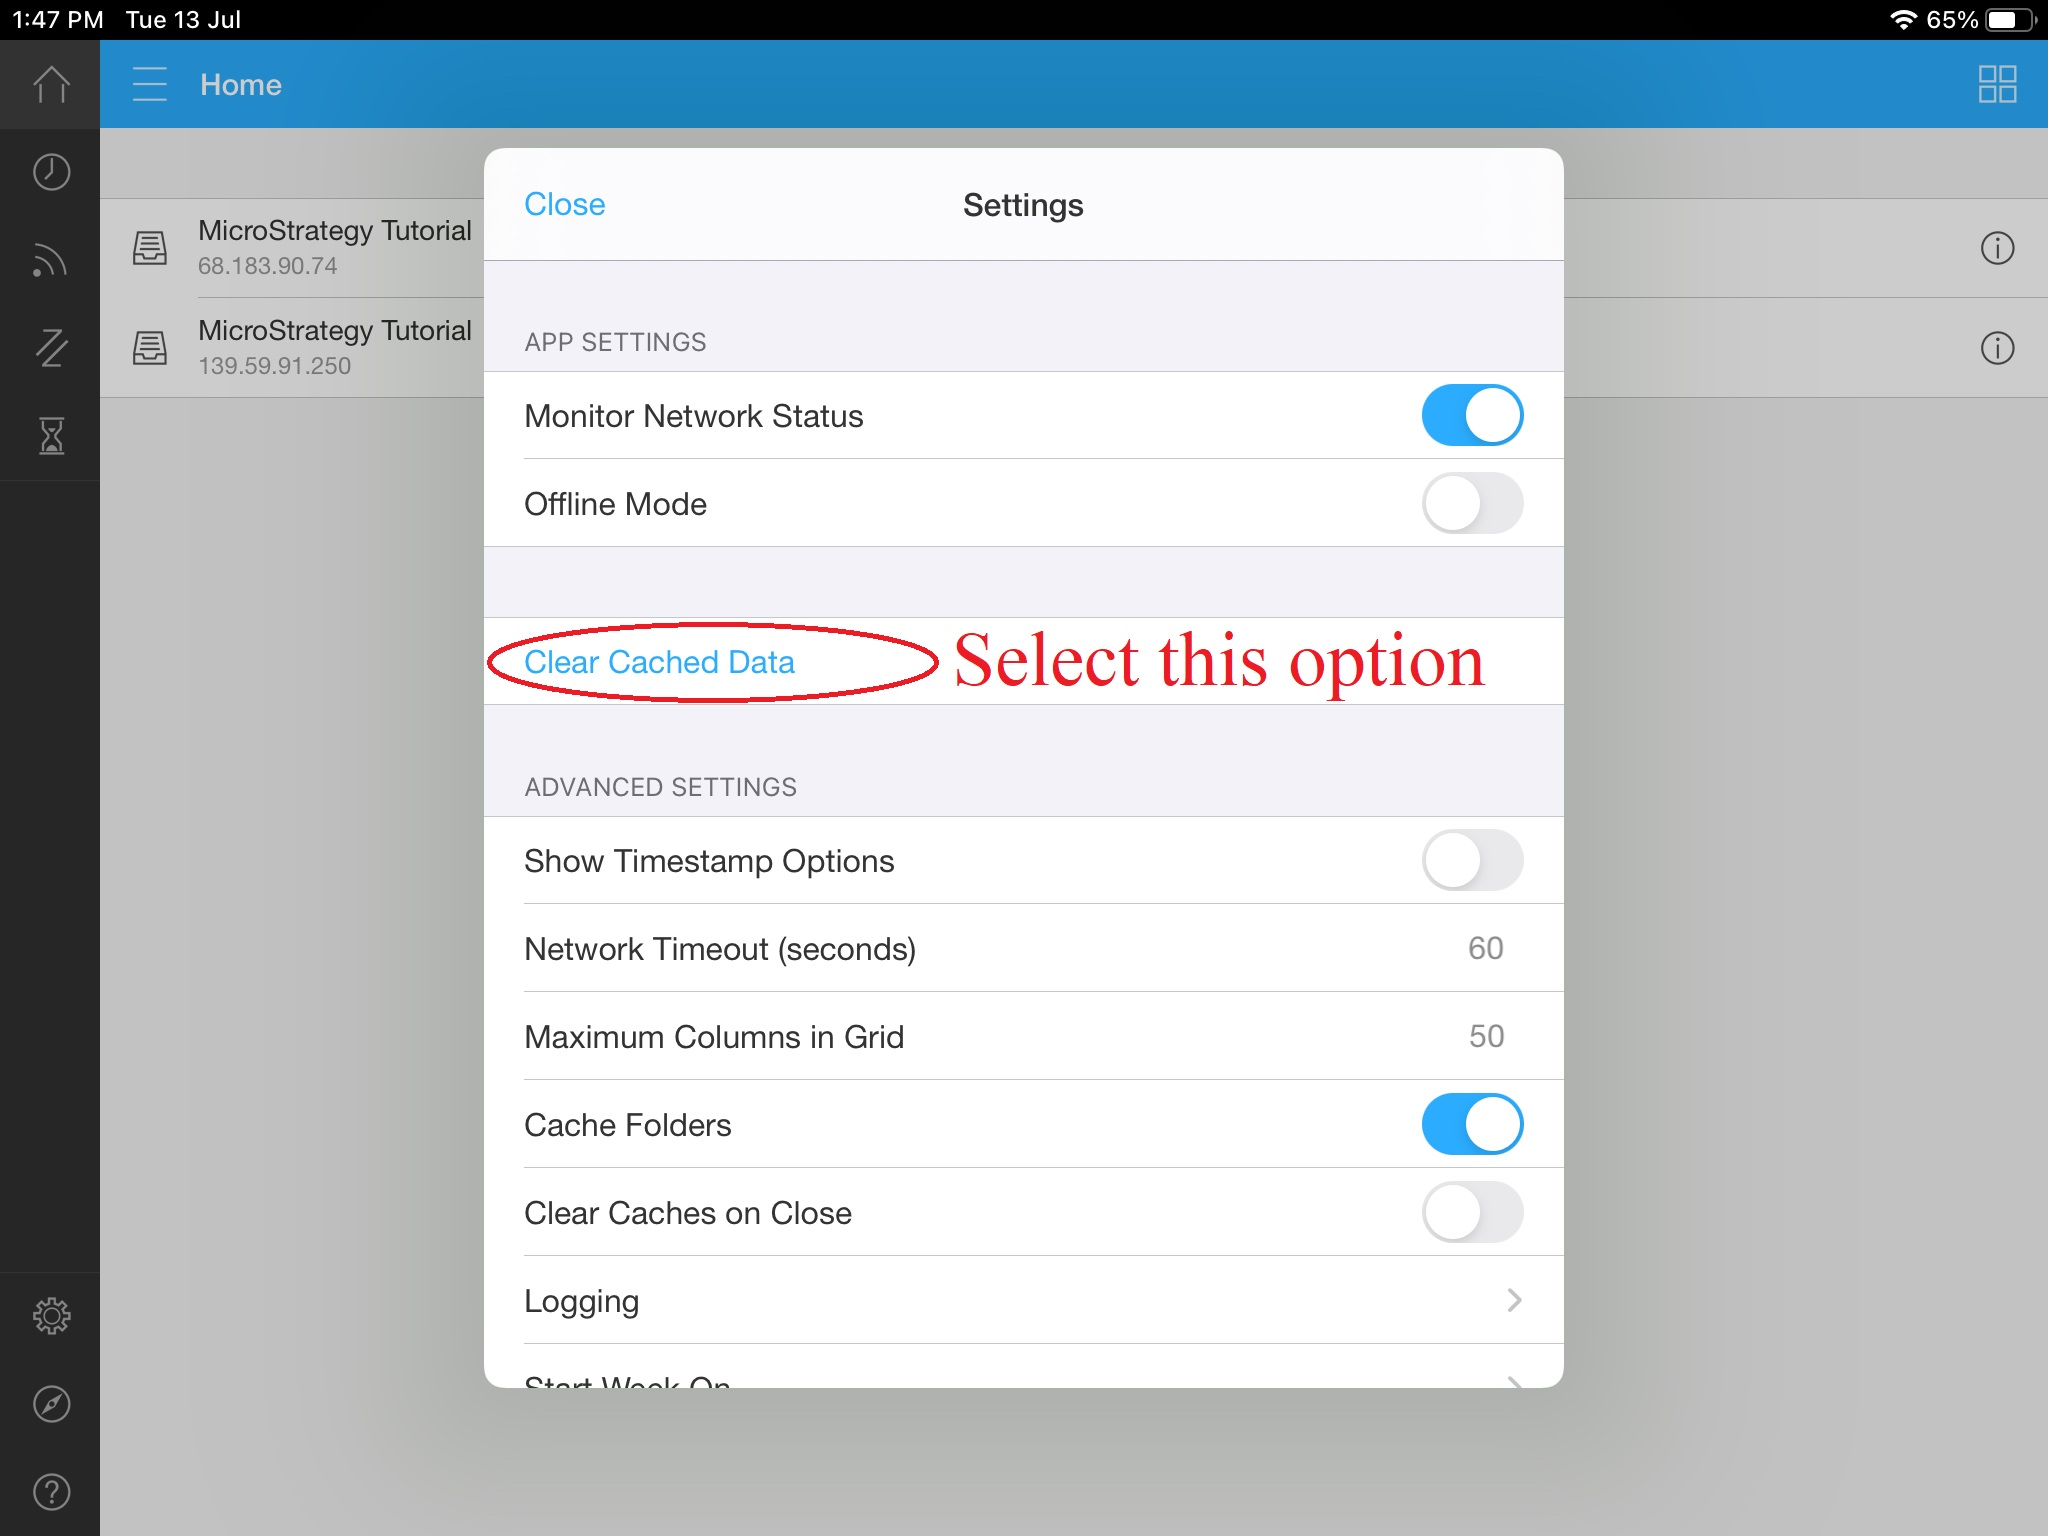 1:47 PM Tue 13 Jul 65%
Home
Close Settings
MicroStrategy Tutorial
68.183.90.74
MicroStrategy Tutorial
139.59.91.250
APP SETTINGS
Monitor Network Status
Offline Mode
Clear Cached Data Select this option
ADVANCED SETTINGS
Show Timestamp Options
Network Timeout (seconds) 60
Maximum Columns in Grid 50
Cache Folders
Clear Caches on Close
Logging
Start Week On